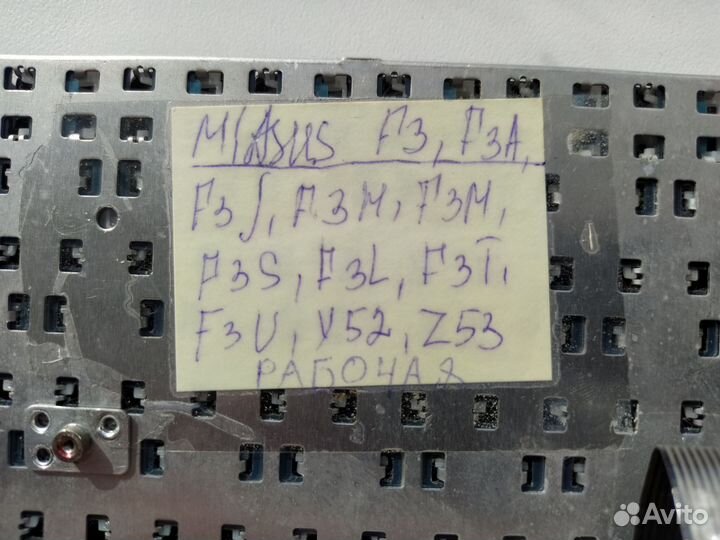 M/ASUS F3, F3A,
F3J, F3M, F3M,
F3S, F3L, F3T,
F3U, V52, Z53
РАБОЧАЯ
Avito